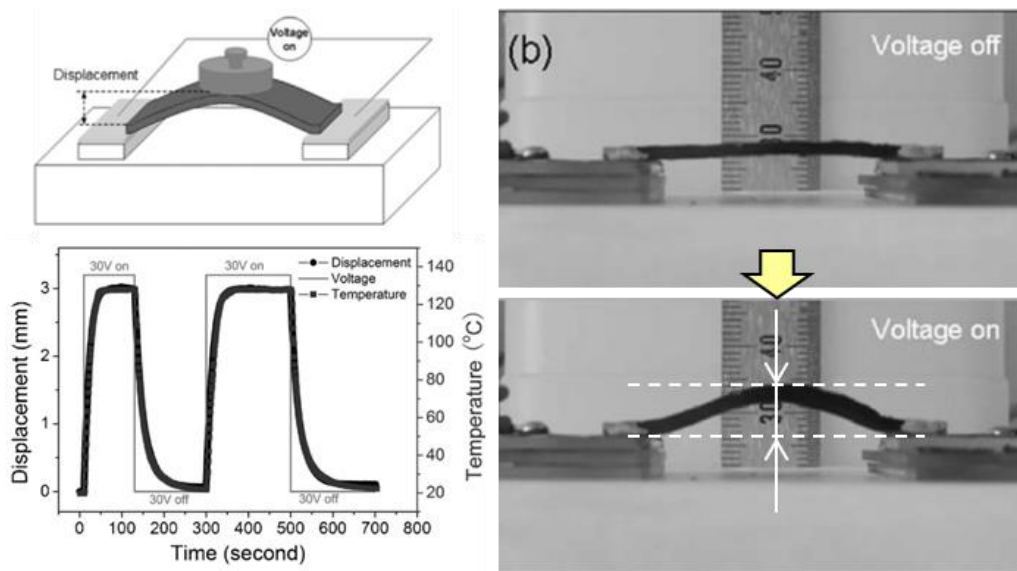 Voltage
on
Displacement
30V on
30V on
Displacement
Voltage
Temperature
30V off
30V off
Displacement (mm)
3
2
1
0
140
120
100
80
60
40
20
Temperature (°C)
0 100 200 300 400 500 600 700 800
Time (second)
(b)
Voltage off
40
Voltage on
40
30